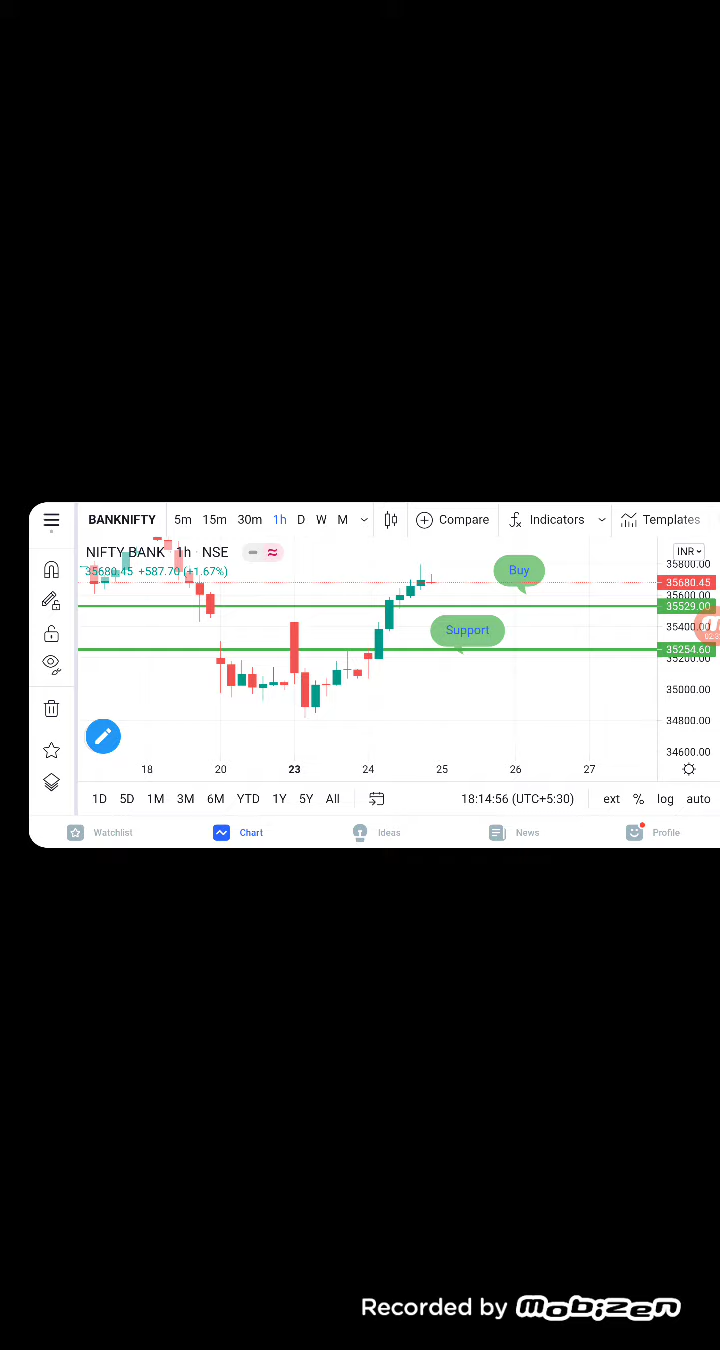 BANKNIFTY 5m 15m 30m 1h D W M Compare Indicators Templates
NIFTY BANK 1h NSE
INR
35680.45 +587.70 (+1.67%)
Buy
Support
35800.00
35680.45
35600.00
35529.00
35400.00
35254.60
35200.00
35000.00
34800.00
34600.00
18 20 23 24 25 26 27
1D 5D 1M 3M 6M YTD 1Y 5Y All 18:14:56 (UTC+5:30) ext % log auto
Watchlist Chart Ideas News Profile
Recorded by mobizen